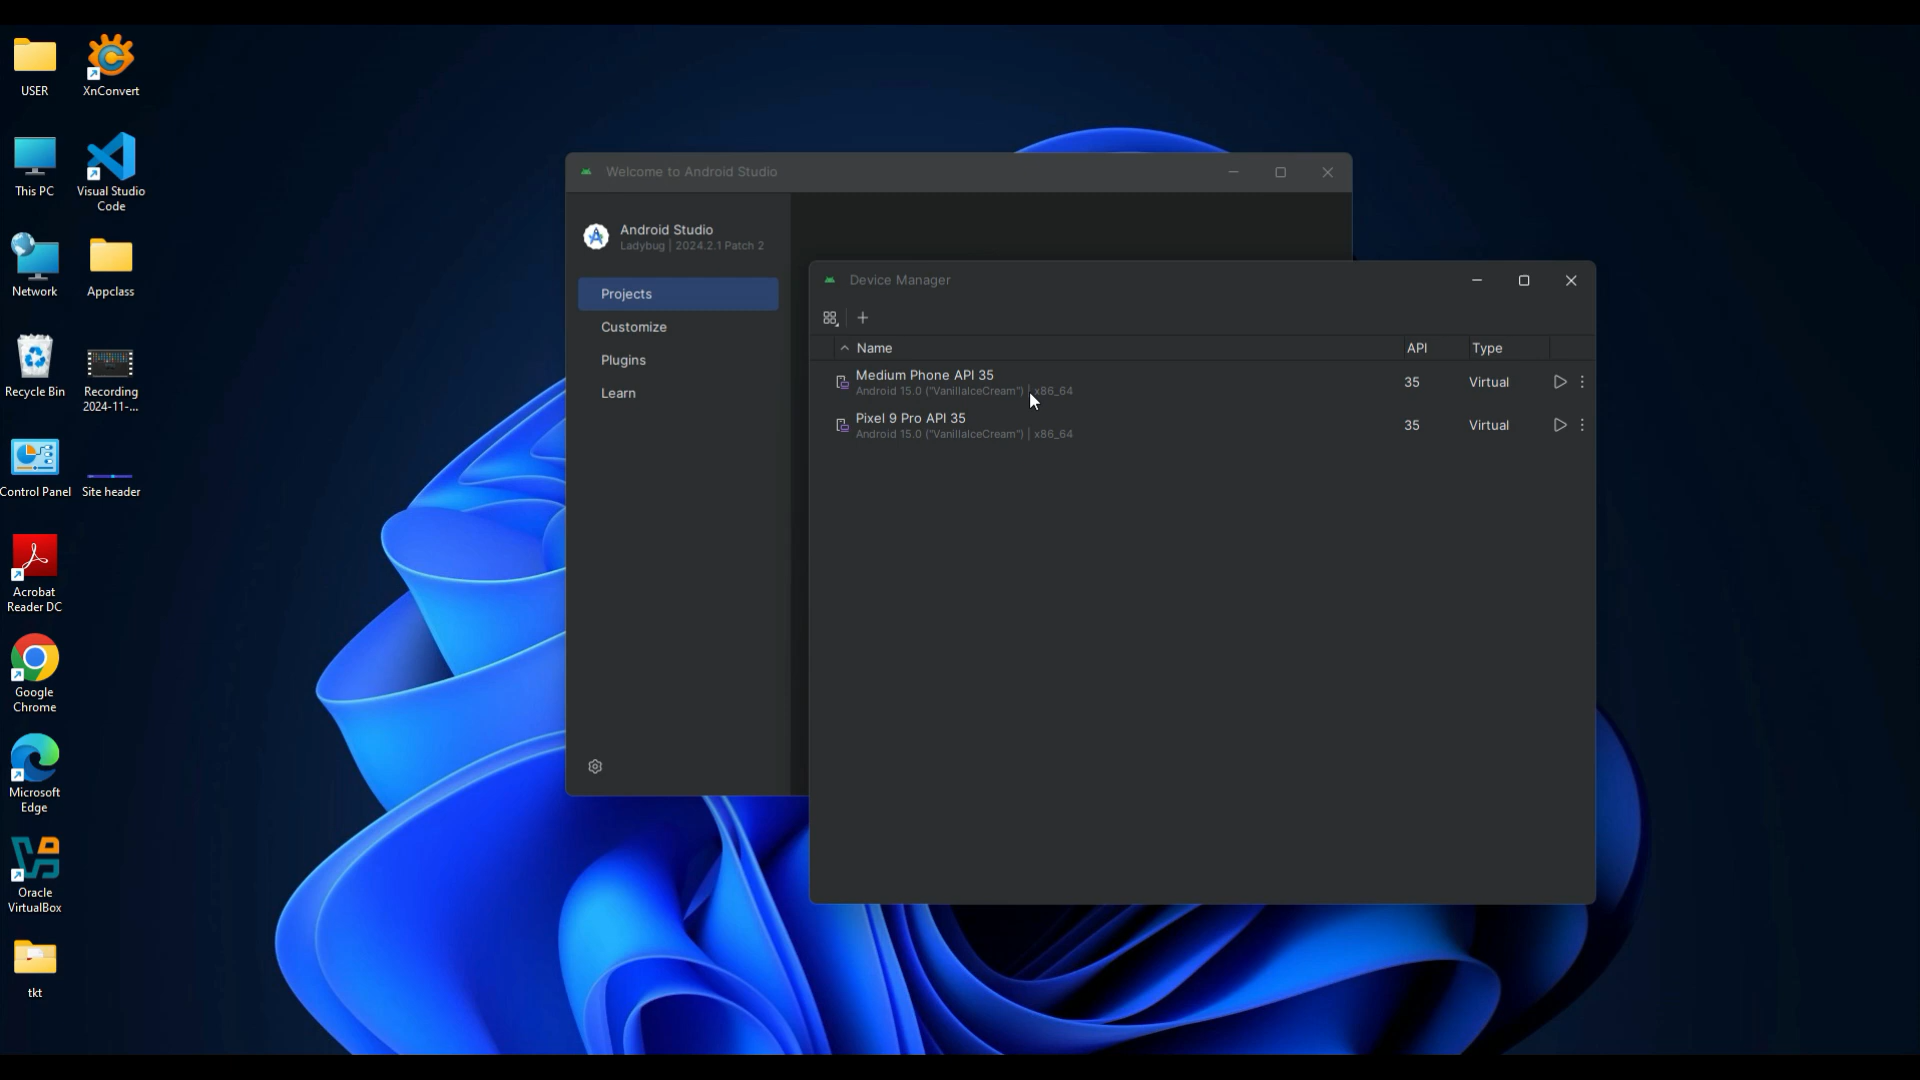 USER
XnConvert
This PC
Visual Studio
Code
Network
Appclass
Recycle Bin
Recording
2024-11-...
Control Panel
Site header
Acrobat
Reader DC
Google
Chrome
Microsoft
Edge
Oracle
VirtualBox
tkt
Welcome to Android Studio
Android Studio
Ladybug | 2024.2.1 Patch 2
Projects
Customize
Plugins
Learn
Device Manager
Name API Type
Medium Phone API 35
Android 15.0 ("VanillaIceCream") | x86_64
35 Virtual
Pixel 9 Pro API 35
Android 15.0 ("VanillaIceCream") | x86_64
35 Virtual